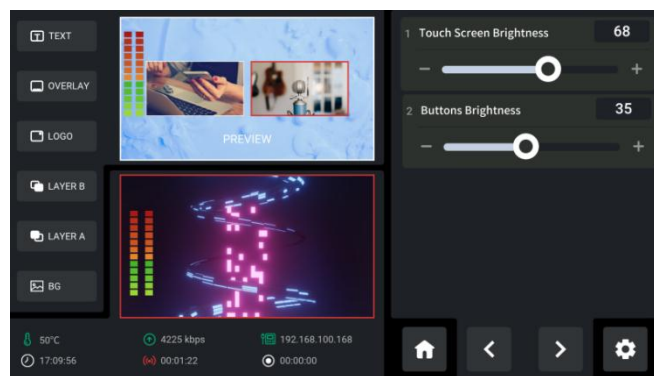 TEXT
OVERLAY
LOGO
LAYER B
LAYER A
BG
PREVIEW
50°C
4225 kbps
192.168.100.168
17:09:56
00:01:22
00:00:00
1 Touch Screen Brightness 68
2 Buttons Brightness 35